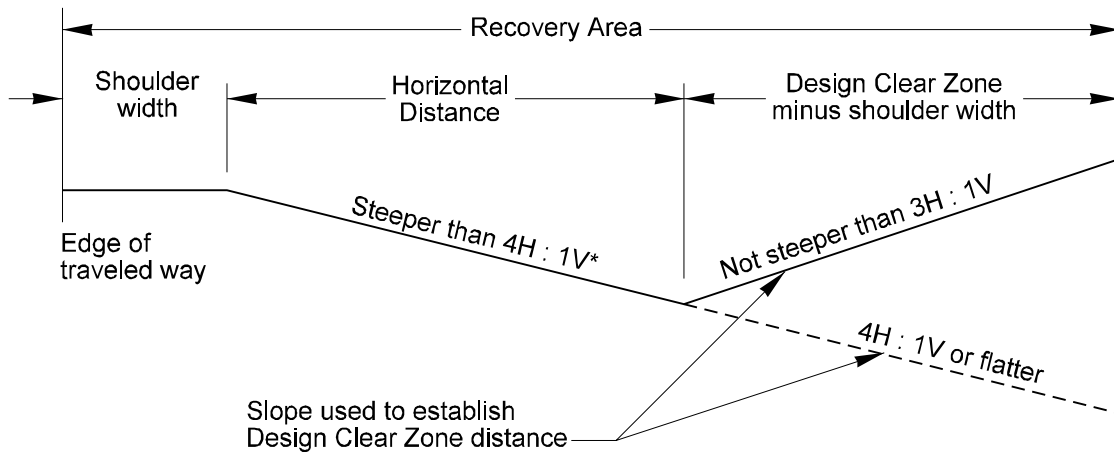 Recovery Area
Shoulder
width
Horizontal
Distance
Design Clear Zone
minus shoulder width
Steeper than 4H : 1V*
Not steeper than 3H : 1V
Edge of
traveled way
4H : 1V or flatter
Slope used to establish
Design Clear Zone distance